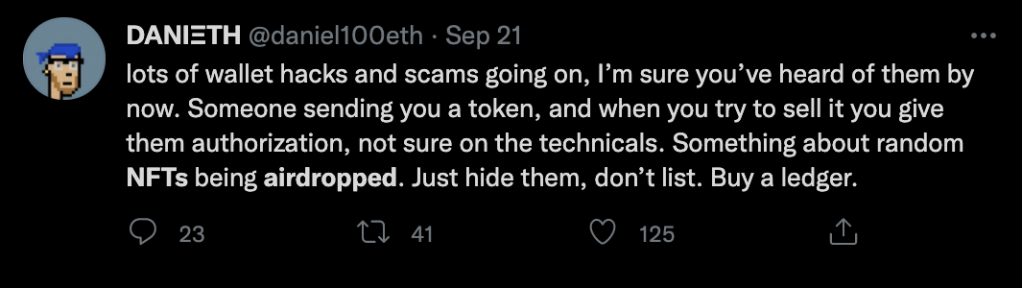 DANIΞTH @daniel100eth · Sep 21
lots of wallet hacks and scams going on, I’m sure you’ve heard of them by
now. Someone sending you a token, and when you try to sell it you give
them authorization, not sure on the technicals. Something about random
NFTs being airdropped. Just hide them, don’t list. Buy a ledger.
23 41 125